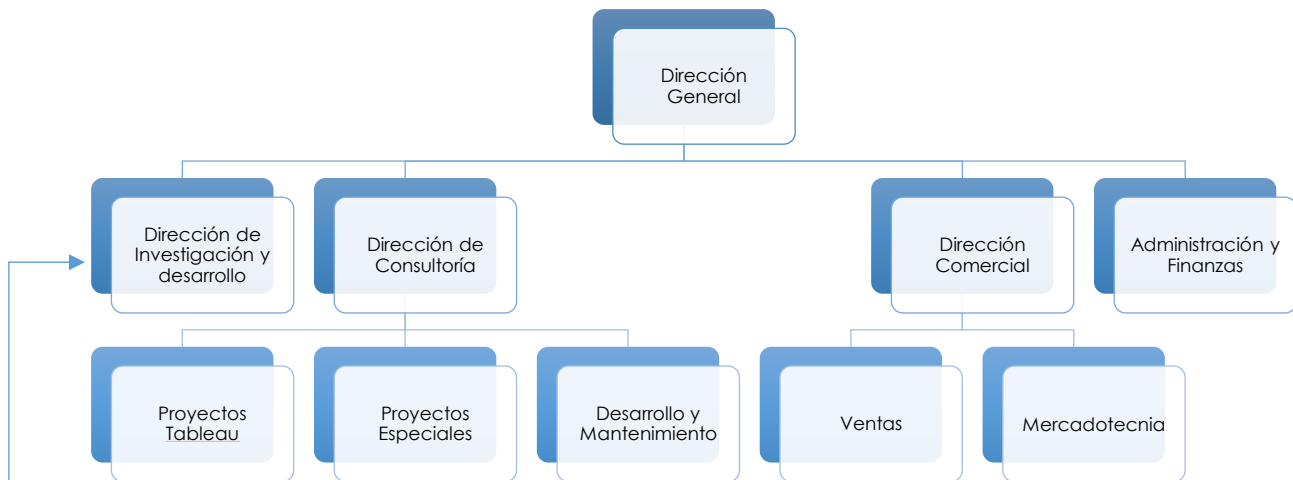 Dirección
General
Dirección de
Investigación y
desarrollo
Dirección de
Consultoría
Dirección
Comercial
Administración y
Finanzas
Proyectos
Tableau
Proyectos
Especiales
Desarrollo y
Mantenimiento
Ventas
Mercadotecnia